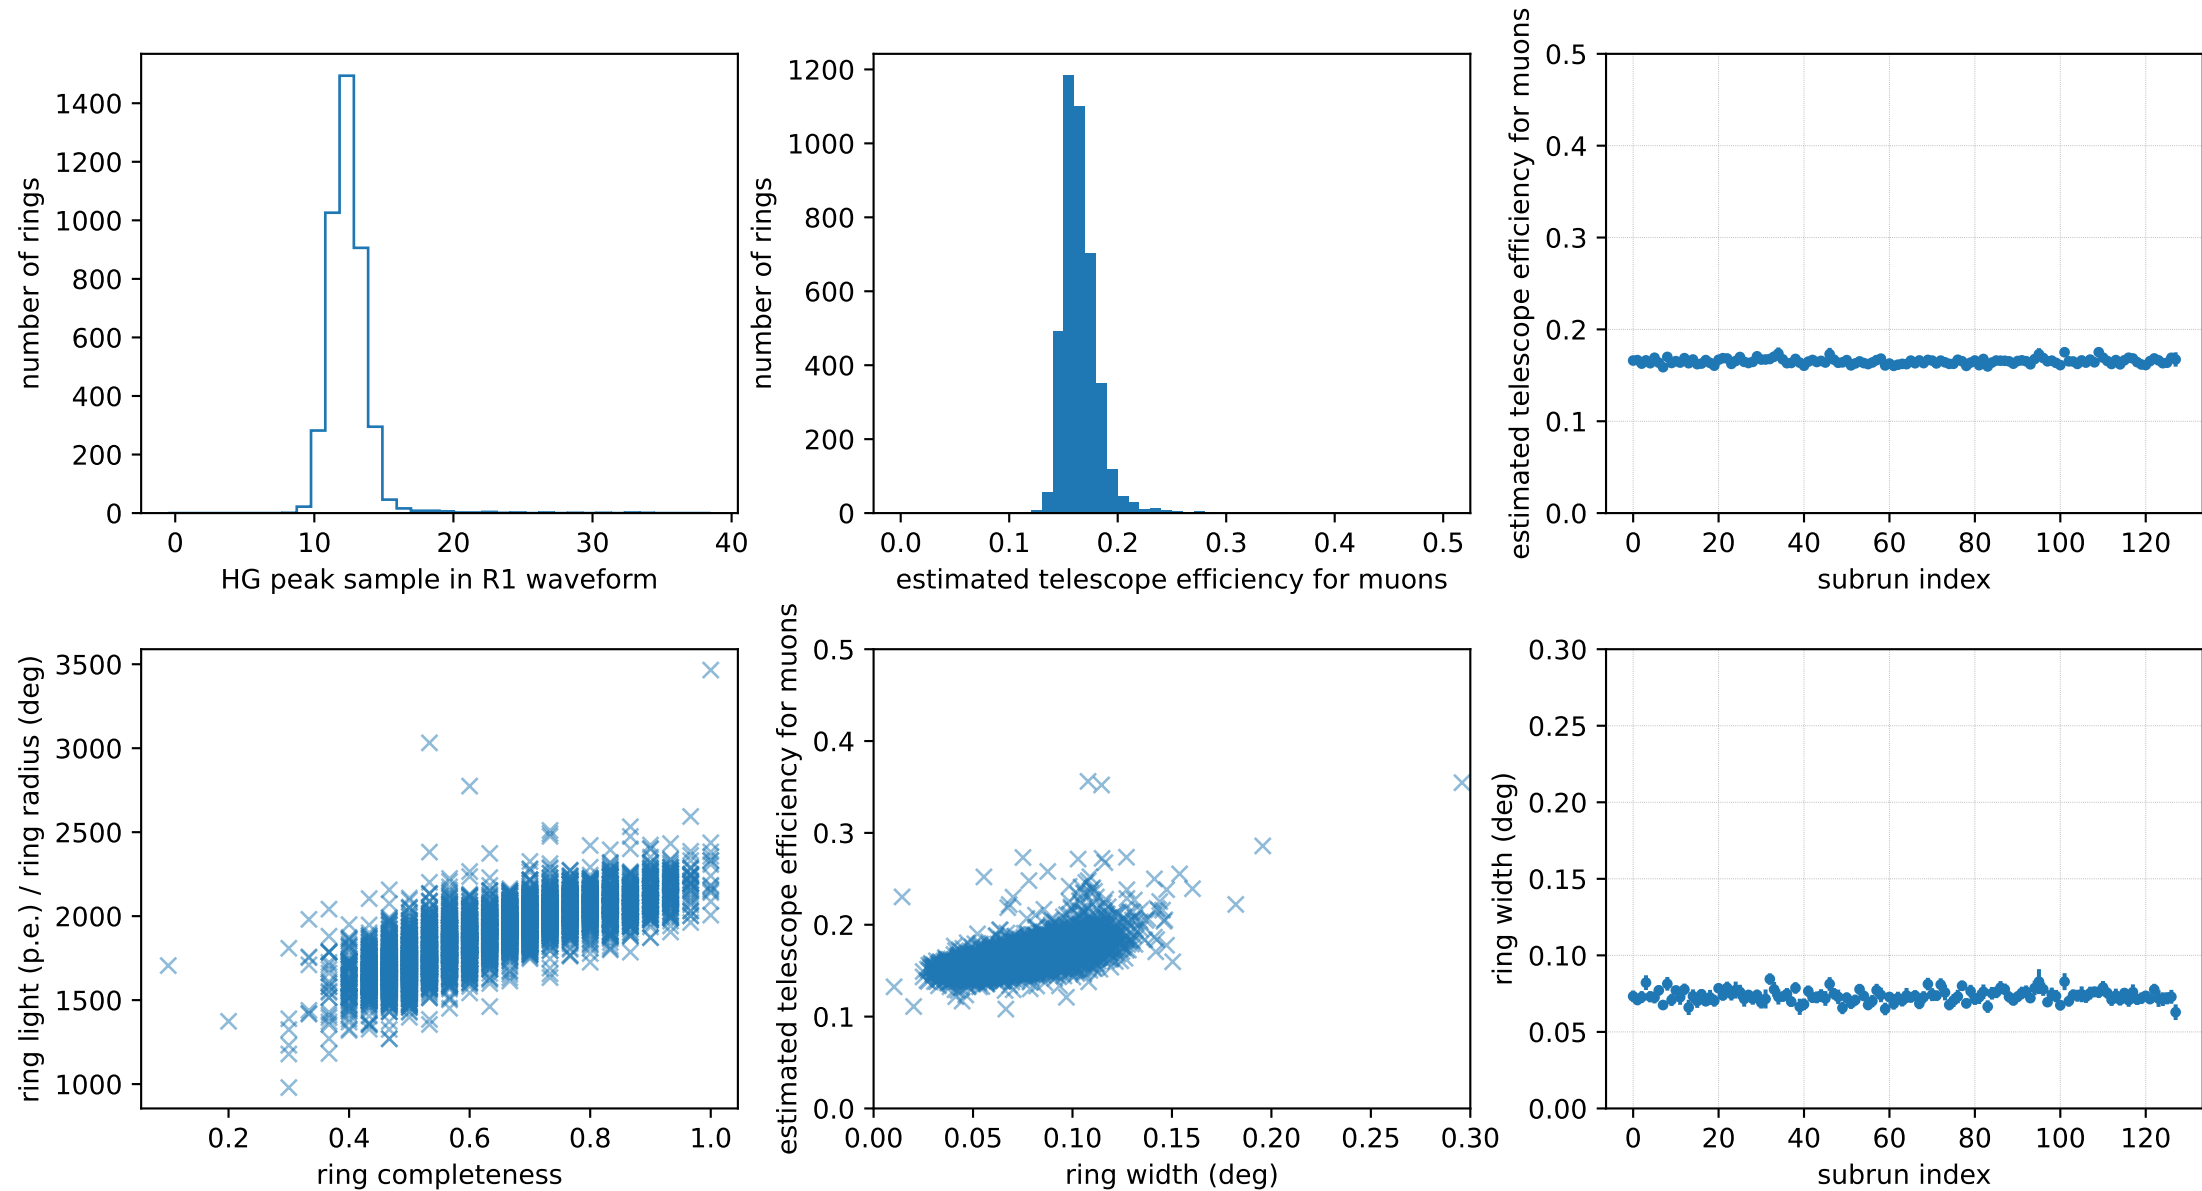 number of rings
1400
1200
1000
800
600
400
200
0
0 10 20 30 40
HG peak sample in R1 waveform
number of rings
1200
1000
800
600
400
200
0
0.0 0.1 0.2 0.3 0.4 0.5
estimated telescope efficiency for muons
estimated telescope efficiency for muons
0.5
0.4
0.3
0.2
0.1
0.0
0 20 40 60 80 100 120
subrun index
ring light (p.e.) / ring radius (deg)
3500
3000
2500
2000
1500
1000
0.2 0.4 0.6 0.8 1.0
ring completeness
estimated telescope efficiency for muons
0.5
0.4
0.3
0.2
0.1
0.0
0.00 0.05 0.10 0.15 0.20 0.25 0.30
ring width (deg)
ring width (deg)
0.30
0.25
0.20
0.15
0.10
0.05
0.00
0 20 40 60 80 100 120
subrun index